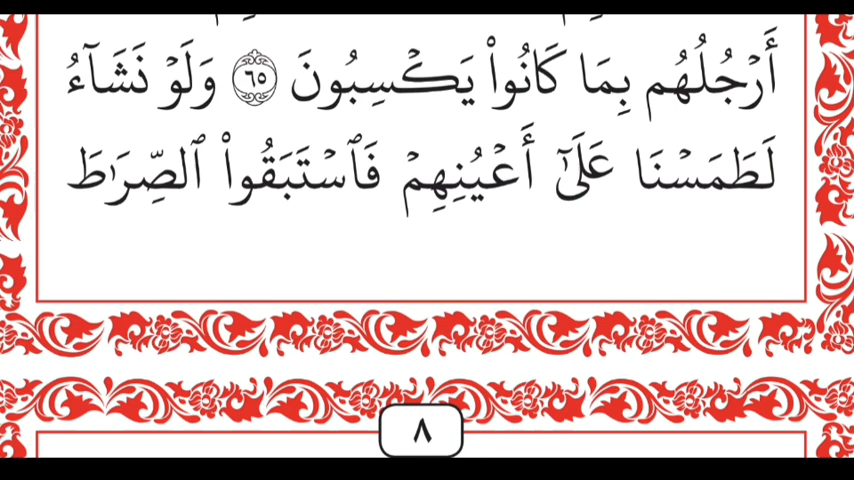 أَرۡجُلُهُم بِمَا كَانُوا۟ يَكۡسِبُونَ ٦٥ وَلَوۡ نَشَآءُ
لَطَمَسۡنَا عَلَىٰٓ أَعۡيُنِهِمۡ فَٱسۡتَبَقُوا۟ ٱلصِّرَٰطَ
٨